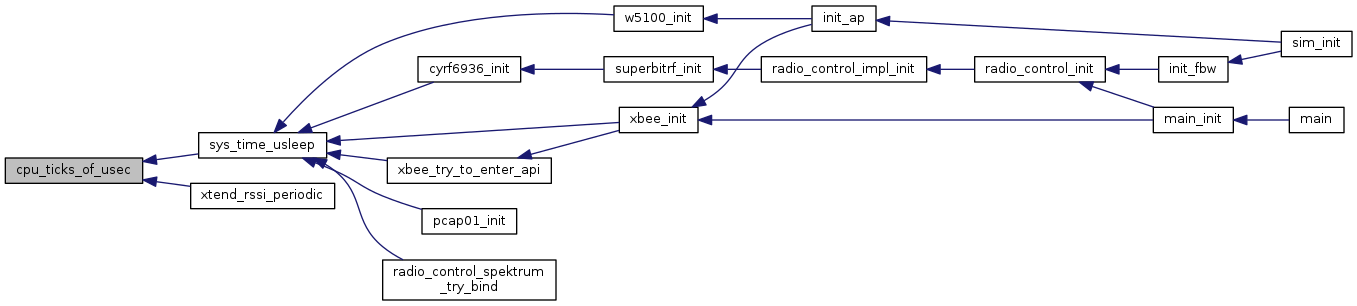 w5100_init
init_ap
sim_init
cyrf6936_init
superbitrf_init
radio_control_impl_init
radio_control_init
init_fbw
xbee_init
main_init
main
sys_time_usleep
cpu_ticks_of_usec
xbee_try_to_enter_api
xtend_rssi_periodic
pcap01_init
radio_control_spektrum
_try_bind